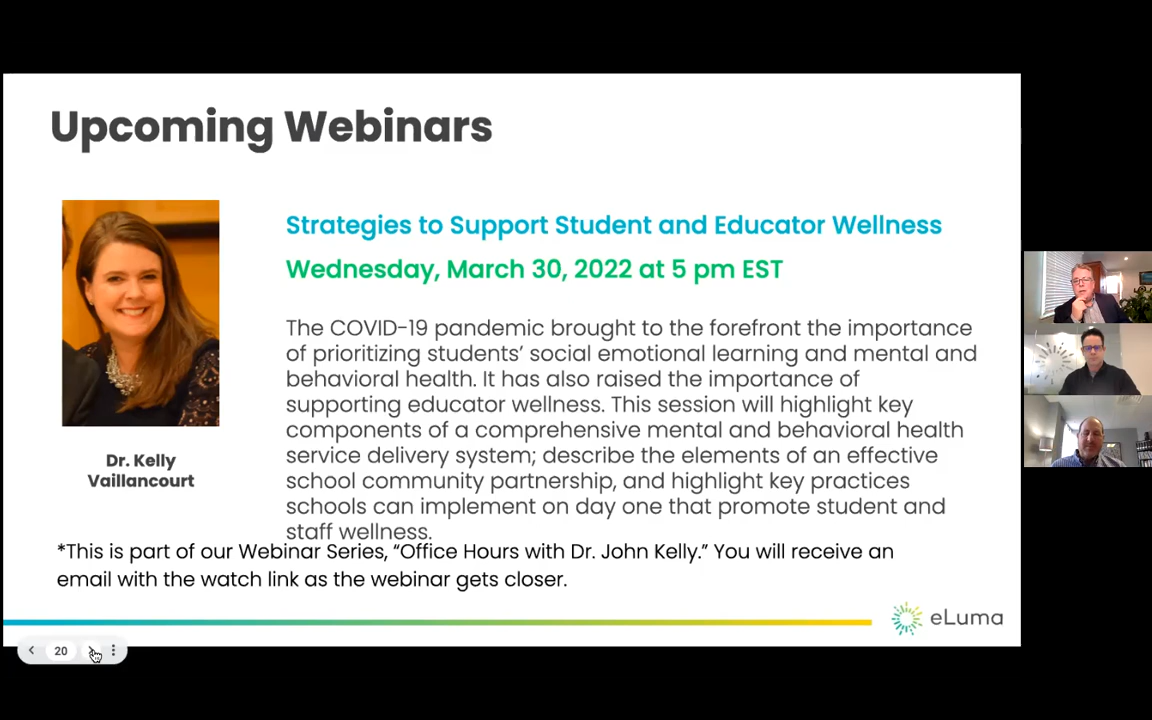 Upcoming Webinars
Strategies to Support Student and Educator Wellness
Wednesday, March 30, 2022 at 5 pm EST
The COVID-19 pandemic brought to the forefront the importance
of prioritizing students’ social emotional learning and mental and
behavioral health. It has also raised the importance of
supporting educator wellness. This session will highlight key
components of a comprehensive mental and behavioral health
service delivery system; describe the elements of an effective
school community partnership, and highlight key practices
schools can implement on day one that promote student and
staff wellness.
Dr. Kelly
Vaillancourt
*This is part of our Webinar Series, “Office Hours with Dr. John Kelly.” You will receive an
email with the watch link as the webinar gets closer.
eLuma
20